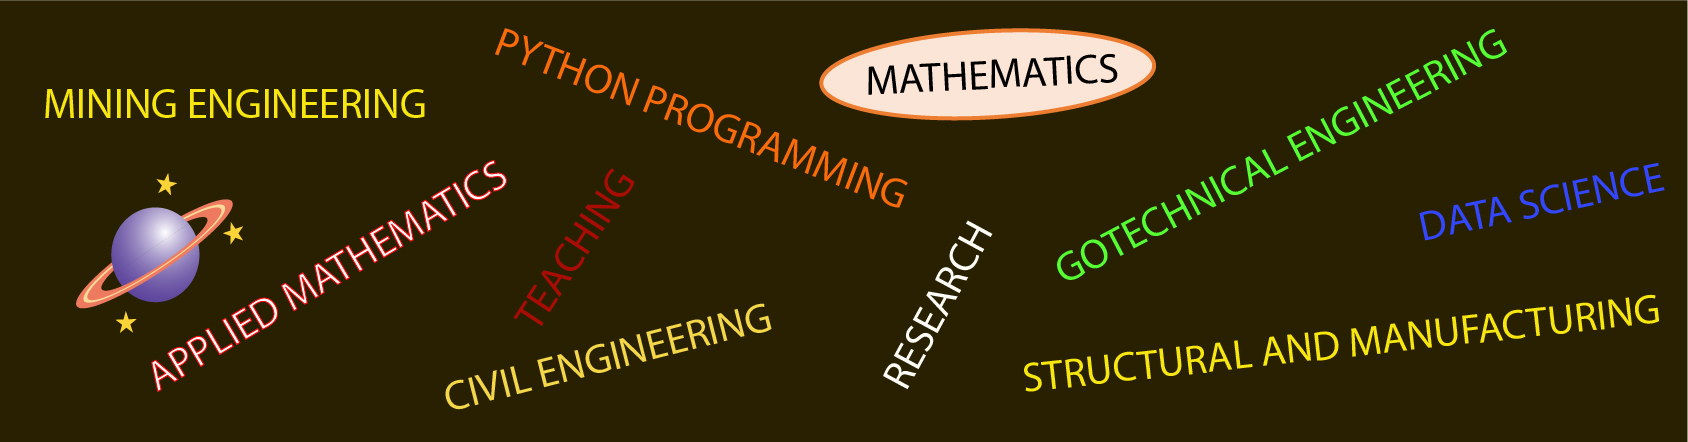 MINING ENGINEERING
PYTHON PROGRAMMING
MATHEMATICS
GOTECHNICAL ENGINEERING
APPLIED MATHEMATICS
TEACHING
DATA SCIENCE
RESEARCH
CIVIL ENGINEERING
STRUCTURAL AND MANUFACTURING